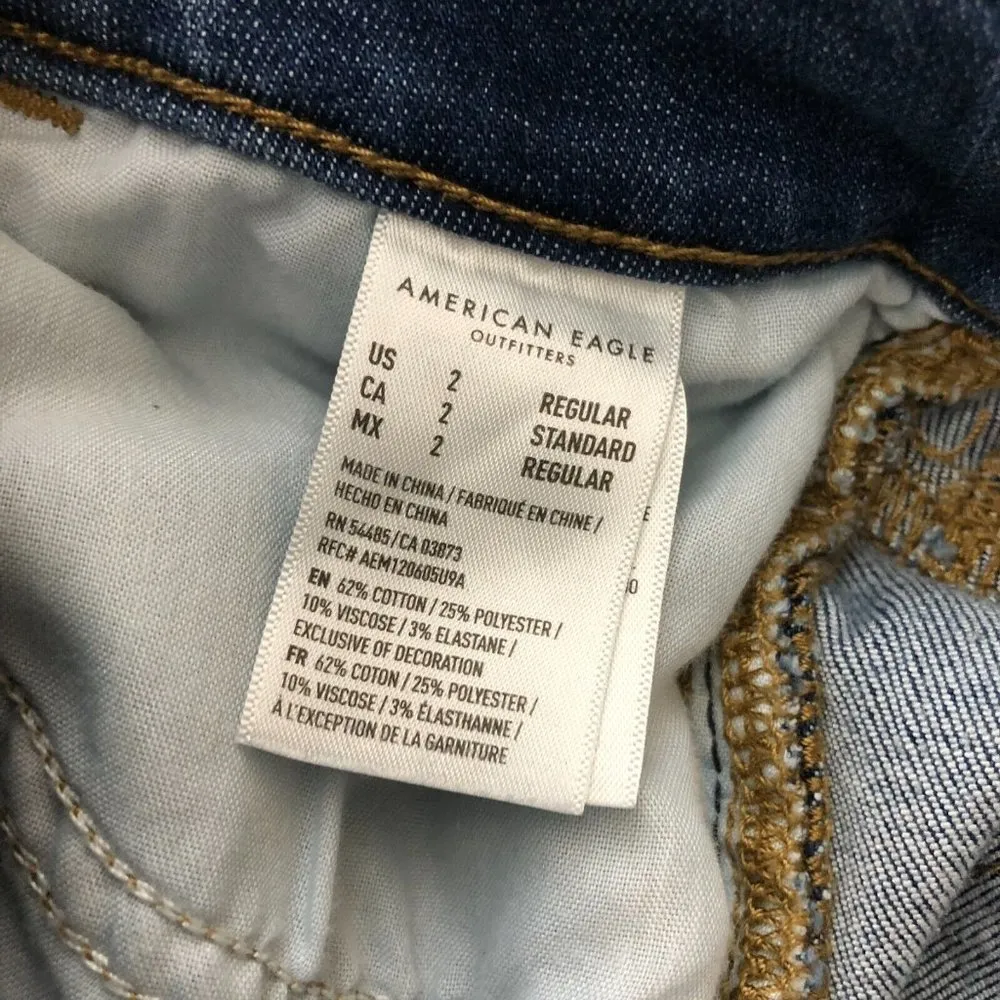 AMERICAN EAGLE
OUTFITTERS
US 2 REGULAR
CA 2 STANDARD
MX 2 REGULAR
MADE IN CHINA / FABRIQUÉ EN CHINE /
HECHO EN CHINA
RN 54485 / CA 03873
RFC# AEM120605U9A
EN 62% COTTON / 25% POLYESTER /
10% VISCOSE / 3% ELASTANE /
EXCLUSIVE OF DECORATION
FR 62% COTON / 25% POLYESTER /
10% VISCOSE / 3% ÉLASTHANNE /
À L'EXCEPTION DE LA GARNITURE